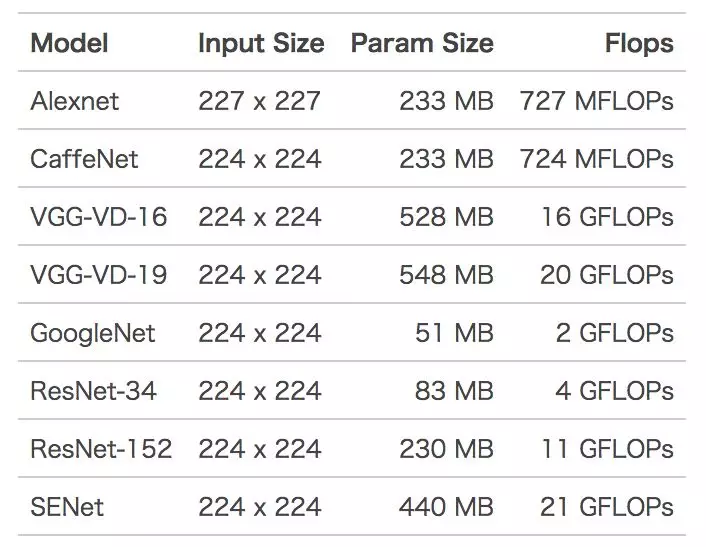 Model Input Size Param Size Flops
Alexnet 227 x 227 233 MB 727 MFLOPs
CaffeNet 224 x 224 233 MB 724 MFLOPs
VGG-VD-16 224 x 224 528 MB 16 GFLOPs
VGG-VD-19 224 x 224 548 MB 20 GFLOPs
GoogleNet 224 x 224 51 MB 2 GFLOPs
ResNet-34 224 x 224 83 MB 4 GFLOPs
ResNet-152 224 x 224 230 MB 11 GFLOPs
SENet 224 x 224 440 MB 21 GFLOPs